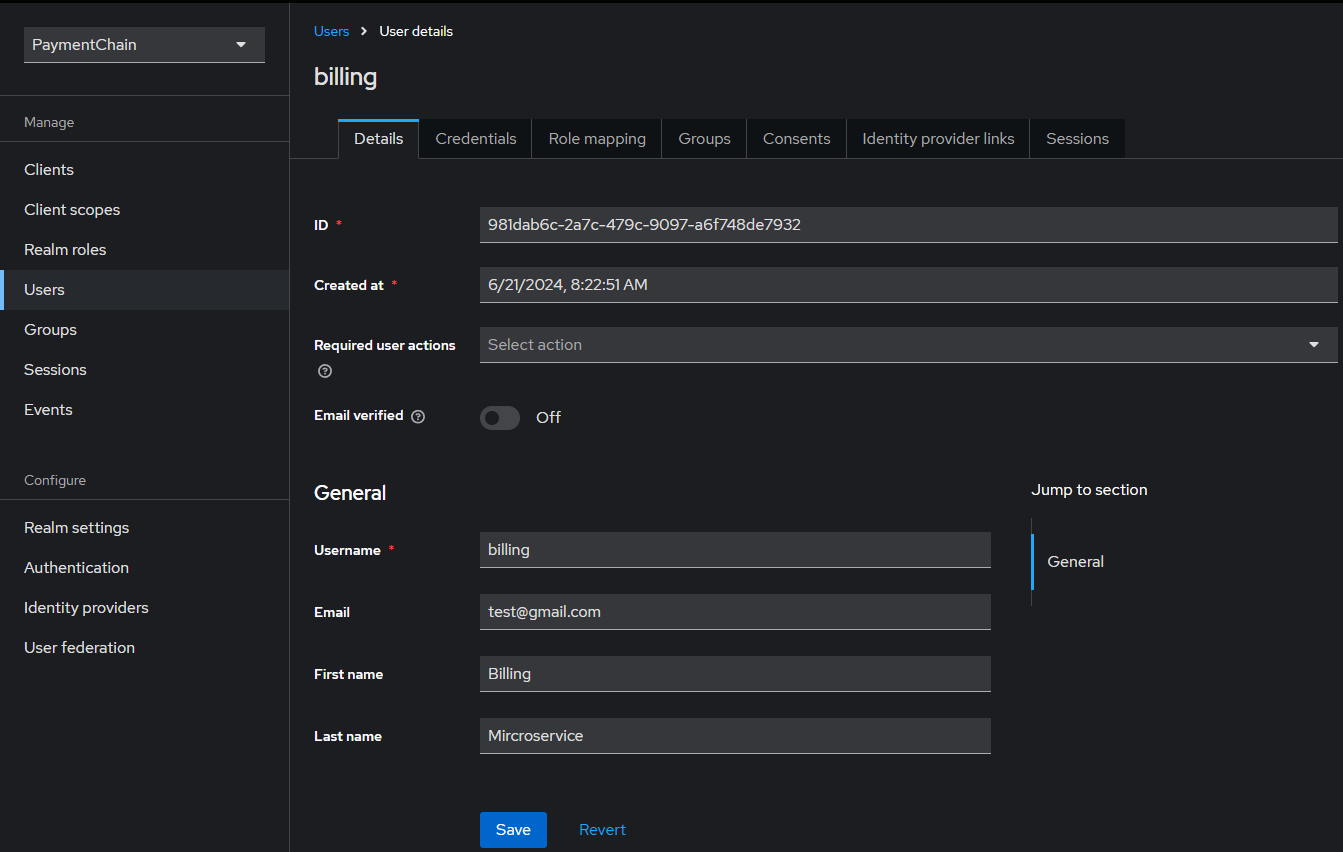 PaymentChain
Manage
Clients
Client scopes
Realm roles
Users
Groups
Sessions
Events
Configure
Realm settings
Authentication
Identity providers
User federation
Users > User details
billing
Details Credentials Role mapping Groups Consents Identity provider links Sessions
ID * 981dab6c-2a7c-479c-9097-a6f748de7932
Created at * 6/21/2024, 8:22:51 AM
Required user actions Select action
Email verified Off
General
Username * billing
Email test@gmail.com
First name Billing
Last name Mircroservice
Save Revert
Jump to section
General